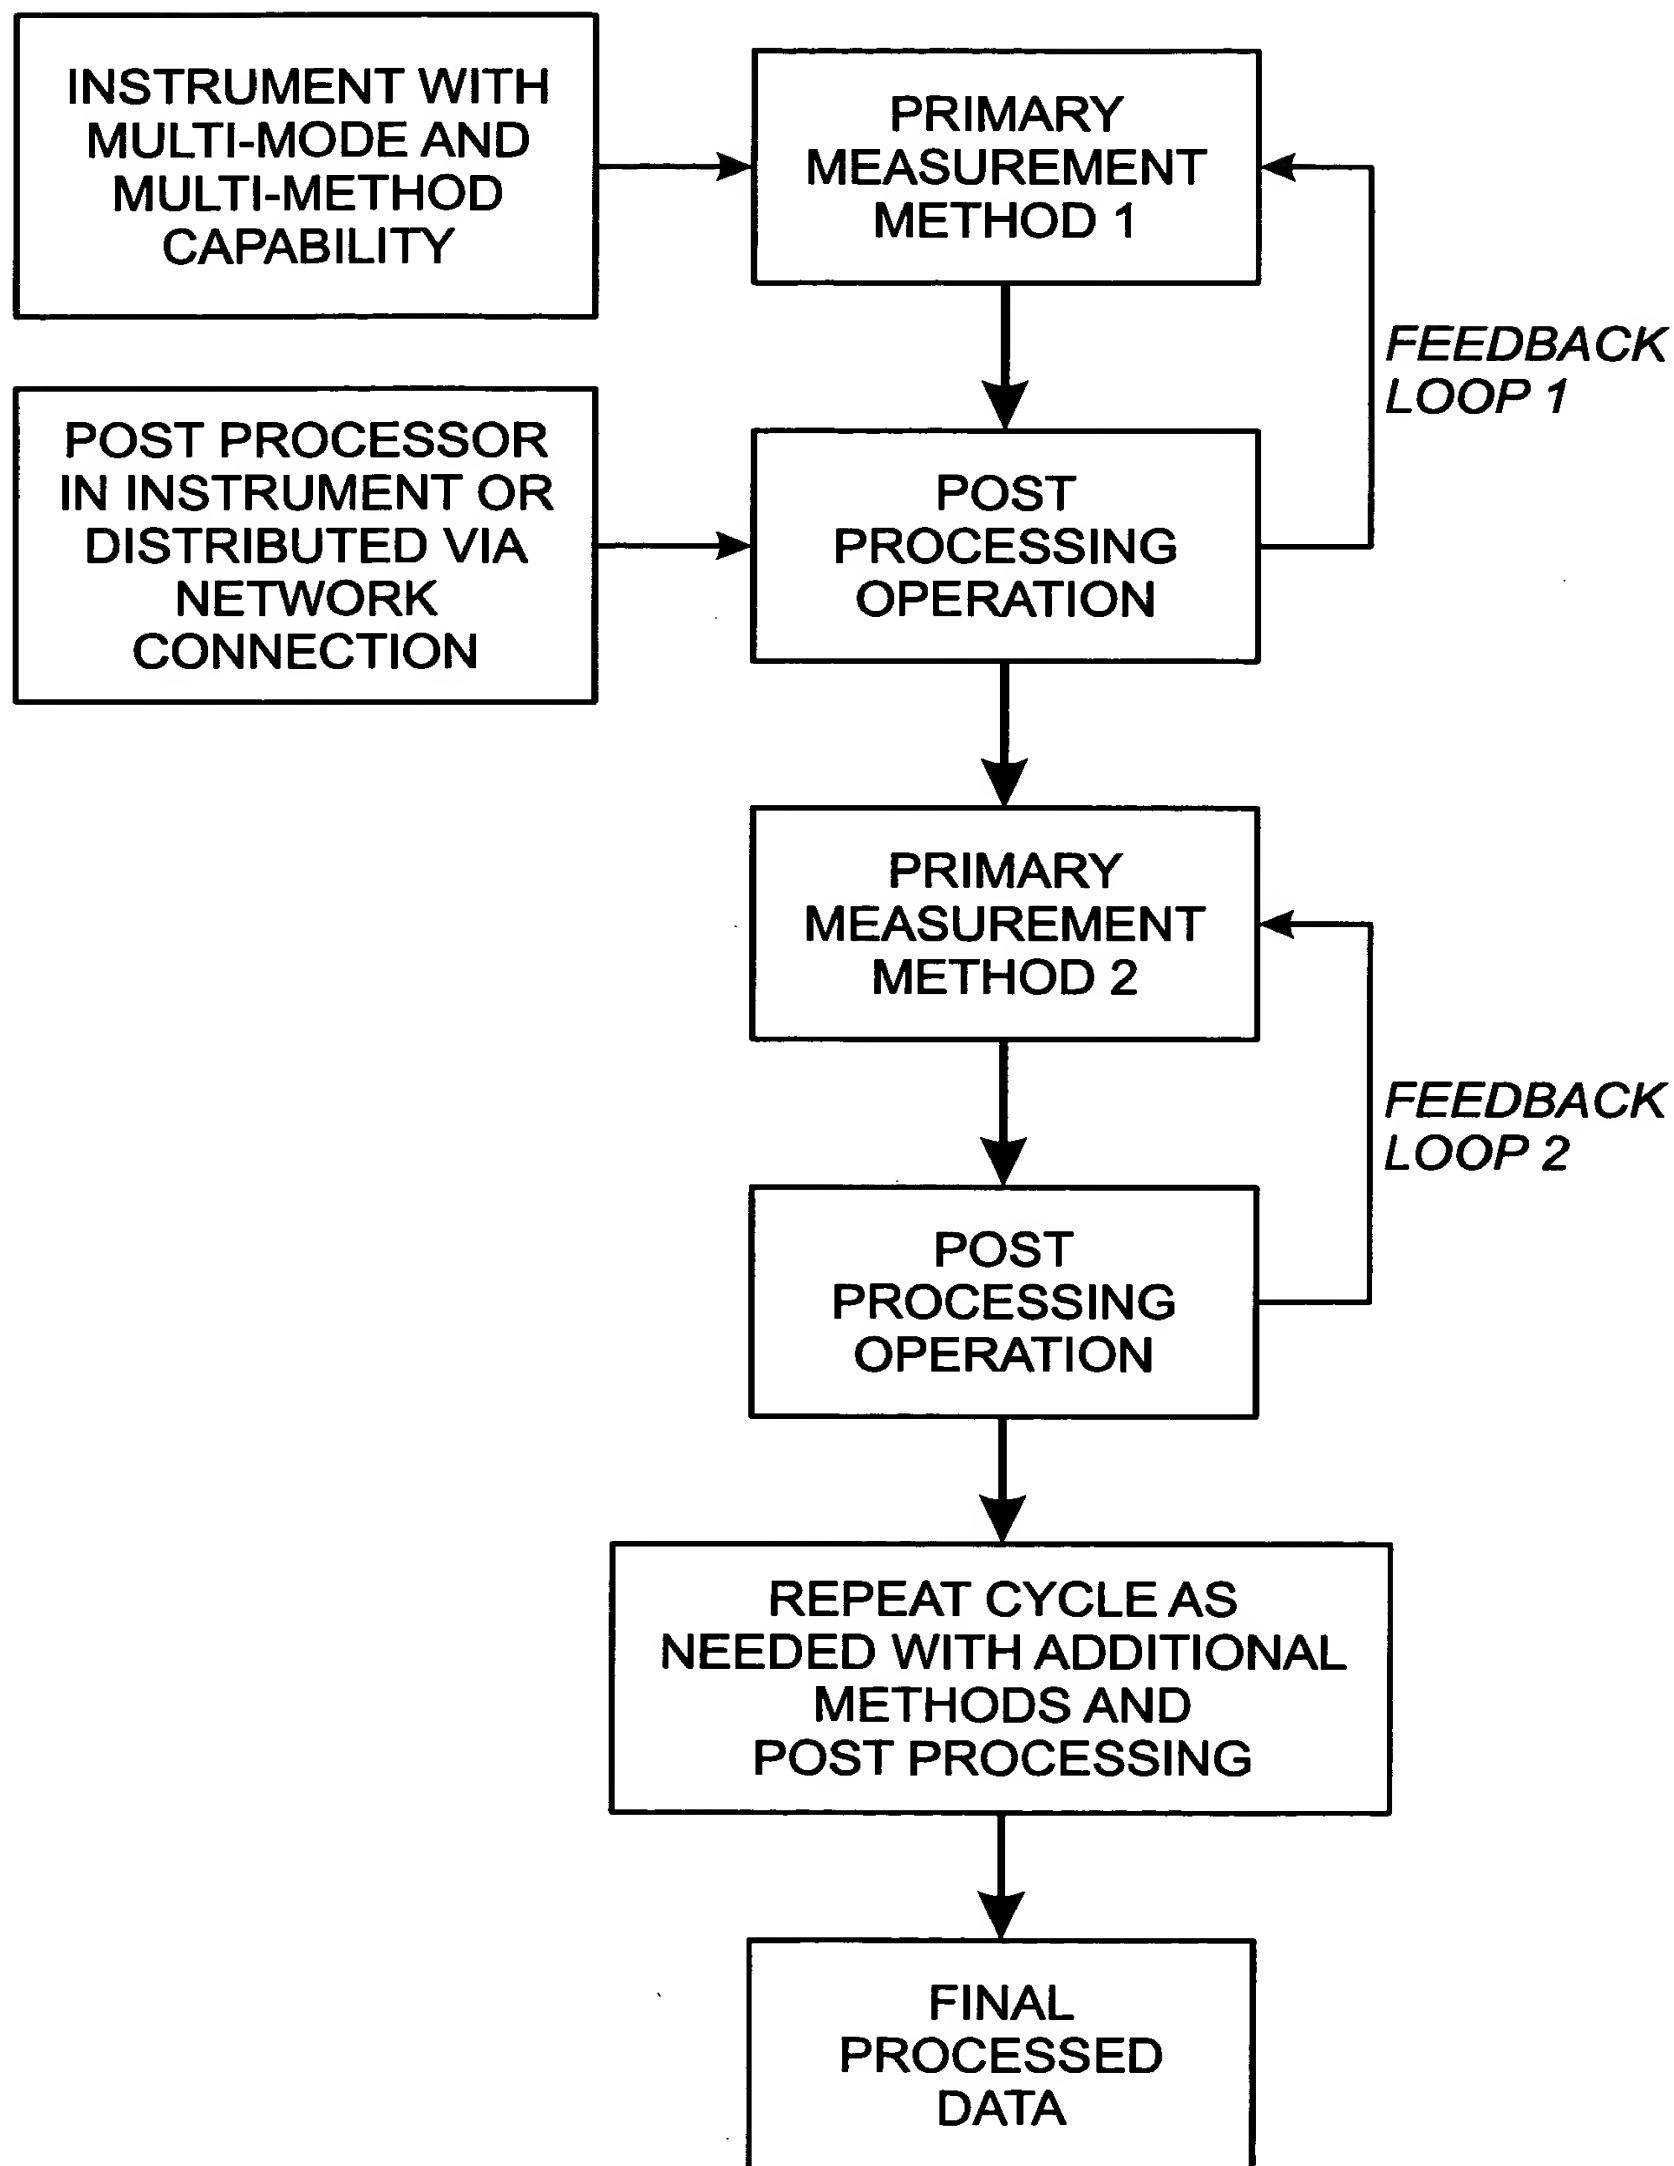 INSTRUMENT WITH
MULTI-MODE AND
MULTI-METHOD
CAPABILITY
PRIMARY
MEASUREMENT
METHOD 1
FEEDBACK
LOOP 1
POST PROCESSOR
IN INSTRUMENT OR
DISTRIBUTED VIA
NETWORK
CONNECTION
POST
PROCESSING
OPERATION
PRIMARY
MEASUREMENT
METHOD 2
FEEDBACK
LOOP 2
POST
PROCESSING
OPERATION
REPEAT CYCLE AS
NEEDED WITH ADDITIONAL
METHODS AND
POST PROCESSING
FINAL
PROCESSED
DATA